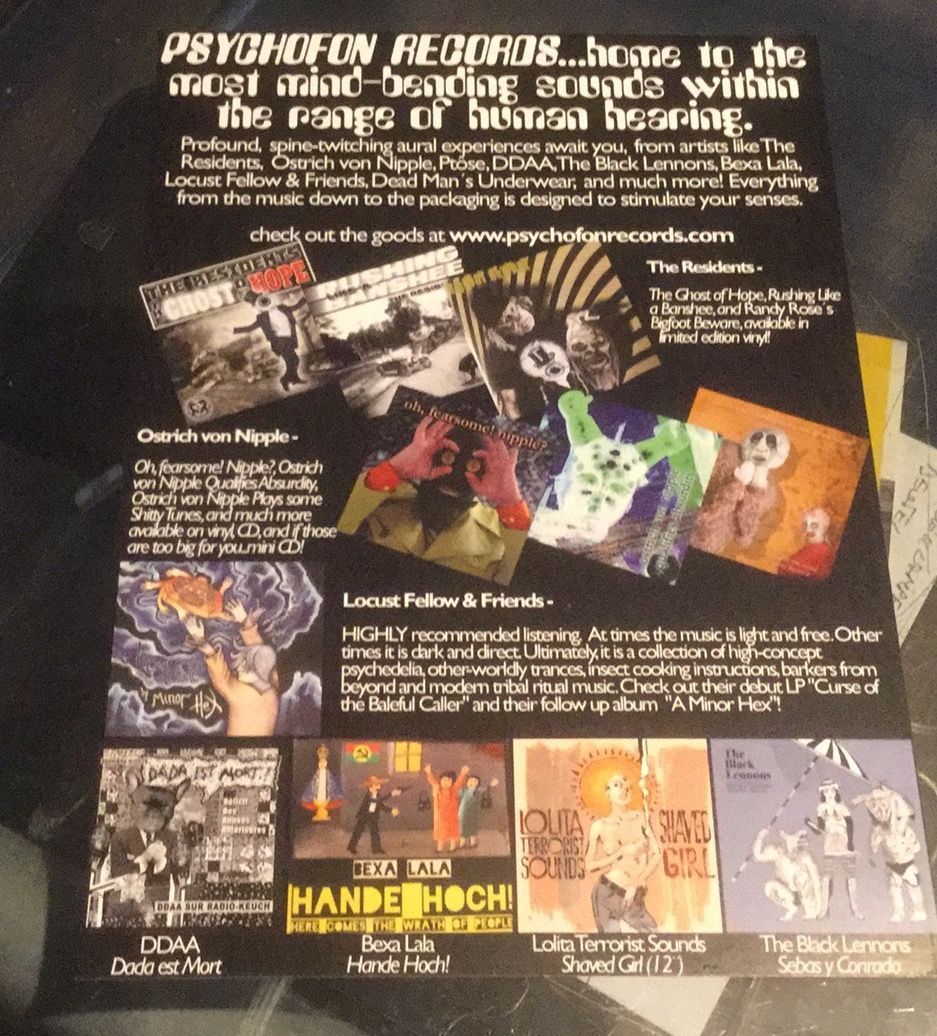 PSYCHOFON RECORDS...home to the
most mind-bending sounds within
the range of human hearing.
Profound, spine-twitching aural experiences await you, from artists like The
Residents, Ostrich von Nipple, Ptôse, DDAA, The Black Lennons, Bexa Lala,
Locust Fellow & Friends, Dead Man's Underwear, and much more! Everything
from the music down to the packaging is designed to stimulate your senses.
check out the goods at www.psychofonrecords.com
THE RESIDENTS
GHOST of HOPE
RUSHING
BANSHEE
The Residents -
The Ghost of Hope, Rushing Like
a Banshee, and Randy Rose's
Bigfoot Beware, available in
limited edition vinyl!
oh, fearsome! nipple?
Ostrich von Nipple -
Oh, fearsome! Nipple?, Ostrich
von Nipple Qualifies Absurdity,
Ostrich von Nipple Plays some
Shitty Tunes, and much more
available on vinyl, CD, and if those
are too big for you...mini CD!
A Minor Hex
Locust Fellow & Friends -
HIGHLY recommended listening. At times the music is light and free. Other
times it is dark and direct. Ultimately, it is a collection of high-concept
psychedelia, other-worldly trances, insect cooking instructions, barkers from
beyond and modern tribal ritual music. Check out their debut LP "Curse of
the Baleful Caller" and their follow up album "A Minor Hex"!
DADA EST MORT!
DDAA SUR RADIO-KEUCH
BEXA LALA
HANDE HOCH!
HERE COMES THE WRATH OF PEOPLE
LOLITA
TERRORIST
SOUNDS
SHAVED
GIRL
The
Black
Lennons
DDAA
Dada est Mort
Bexa Lala
Hande Hoch!
Lolita Terrorist Sounds
Shaved Girl (12")
The Black Lennons
Sebas y Conrado